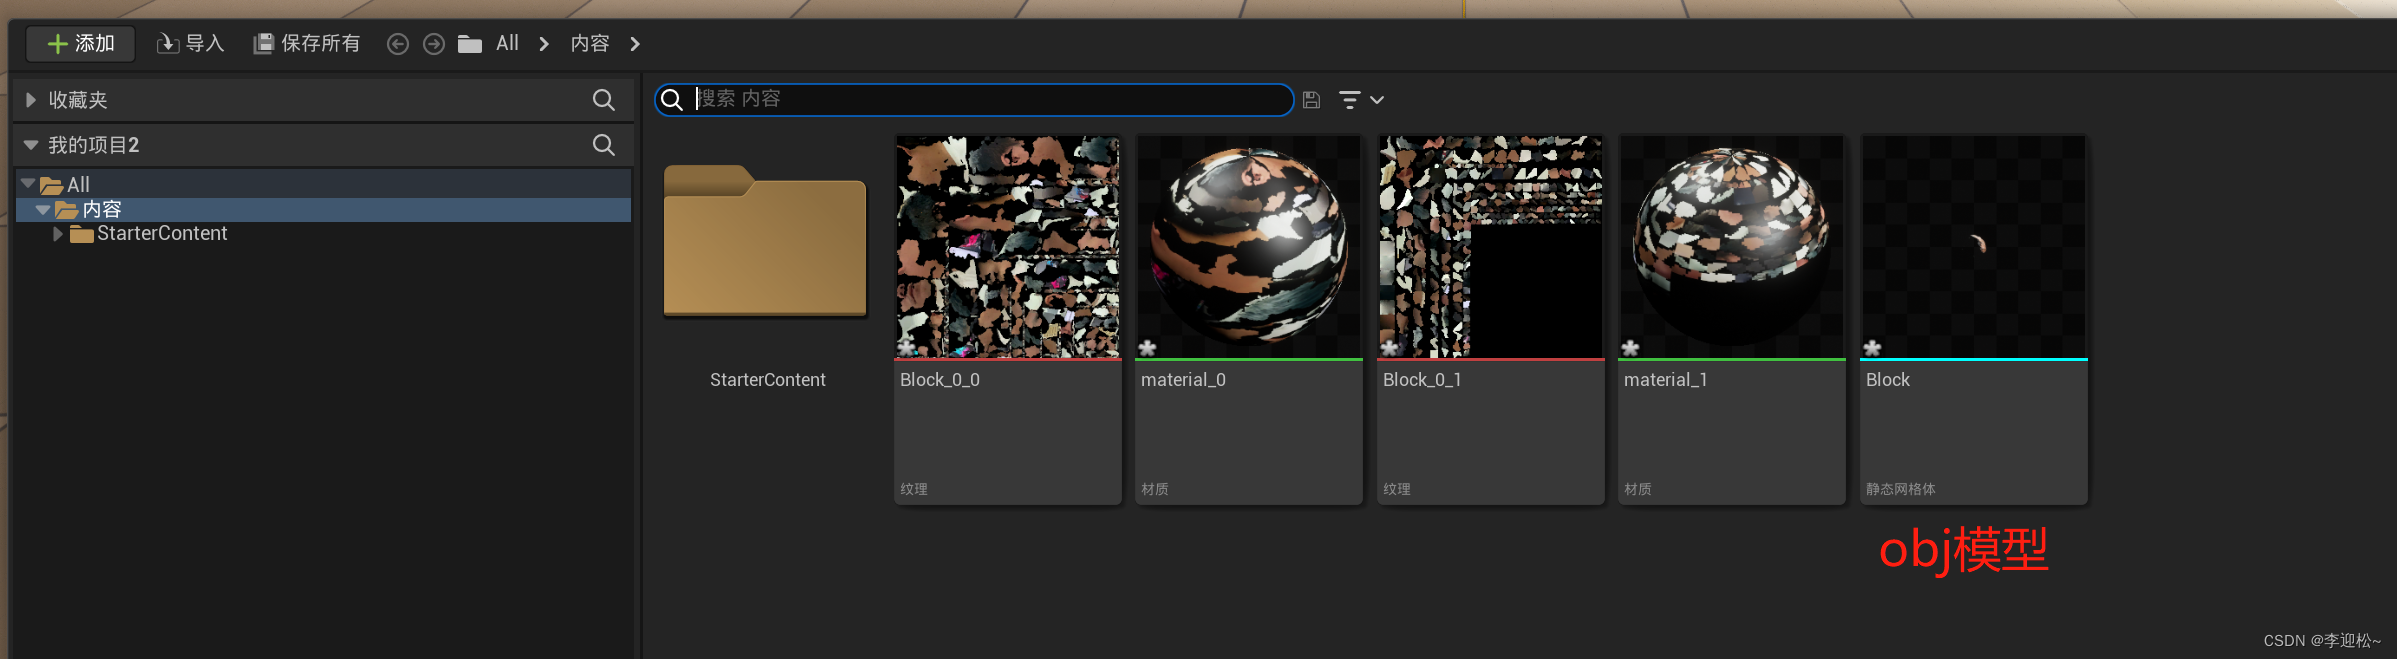 添加 导入 保存所有 All 内容
收藏夹
搜索 内容
我的项目2
All
内容
StarterContent
StarterContent
Block_0_0
material_0
Block_0_1
material_1
Block
纹理
材质
纹理
材质
静态网格体
obj模型
CSDN @李迎松~